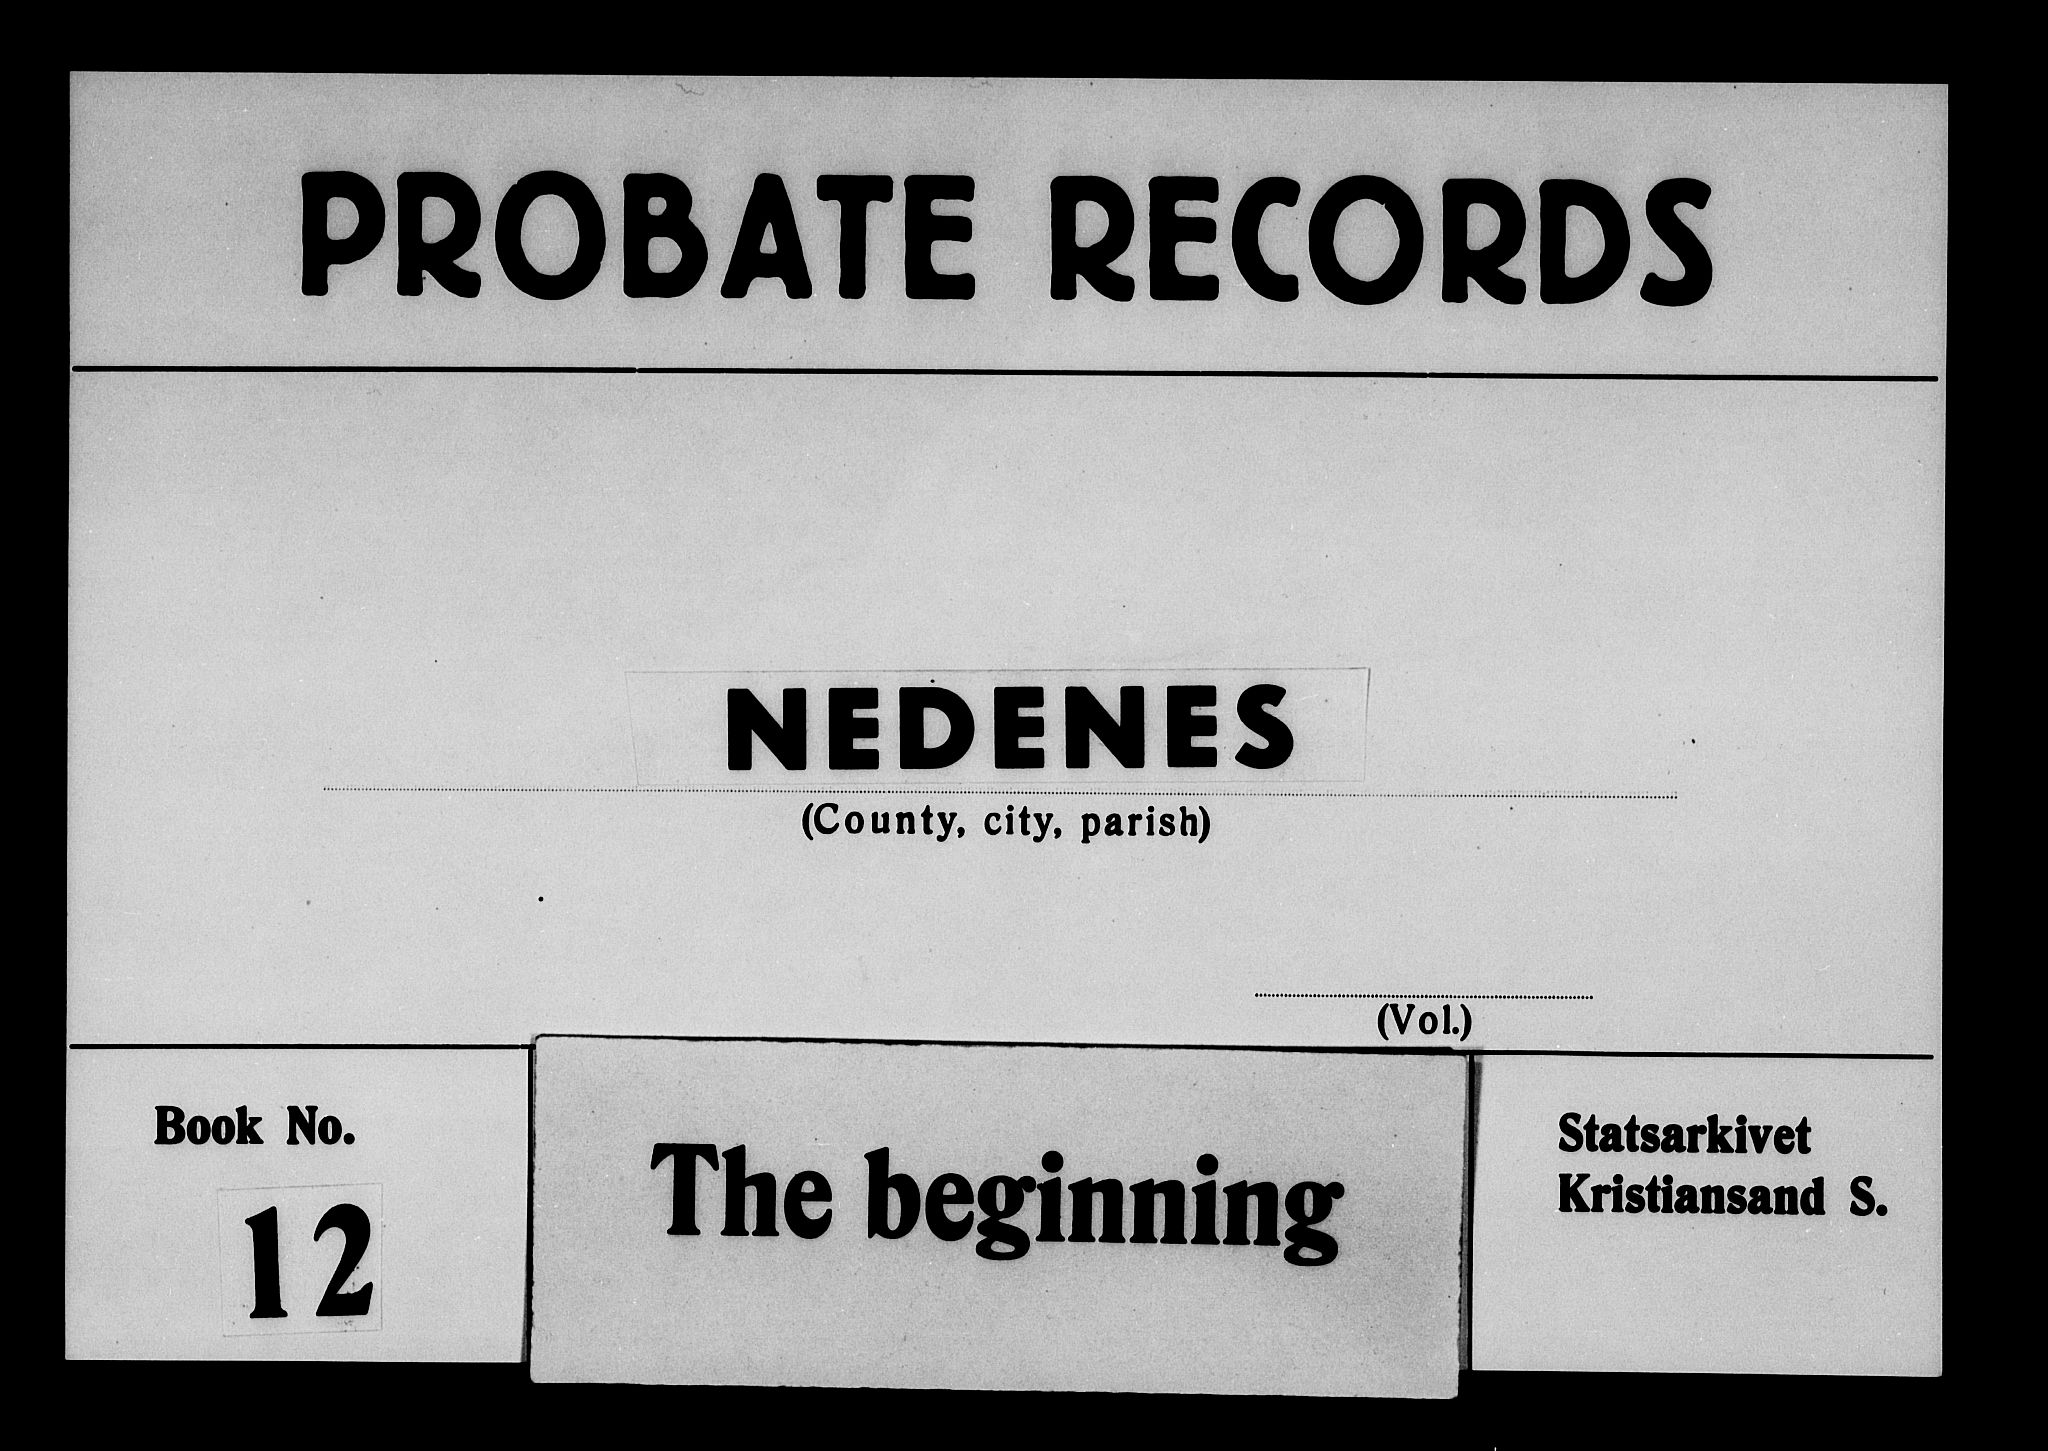 PROBATE RECORDS
NEDENES
(County, city, parish)
(Vol.)
Book No.
12
The beginning
Statsarkivet
Kristiansand S.